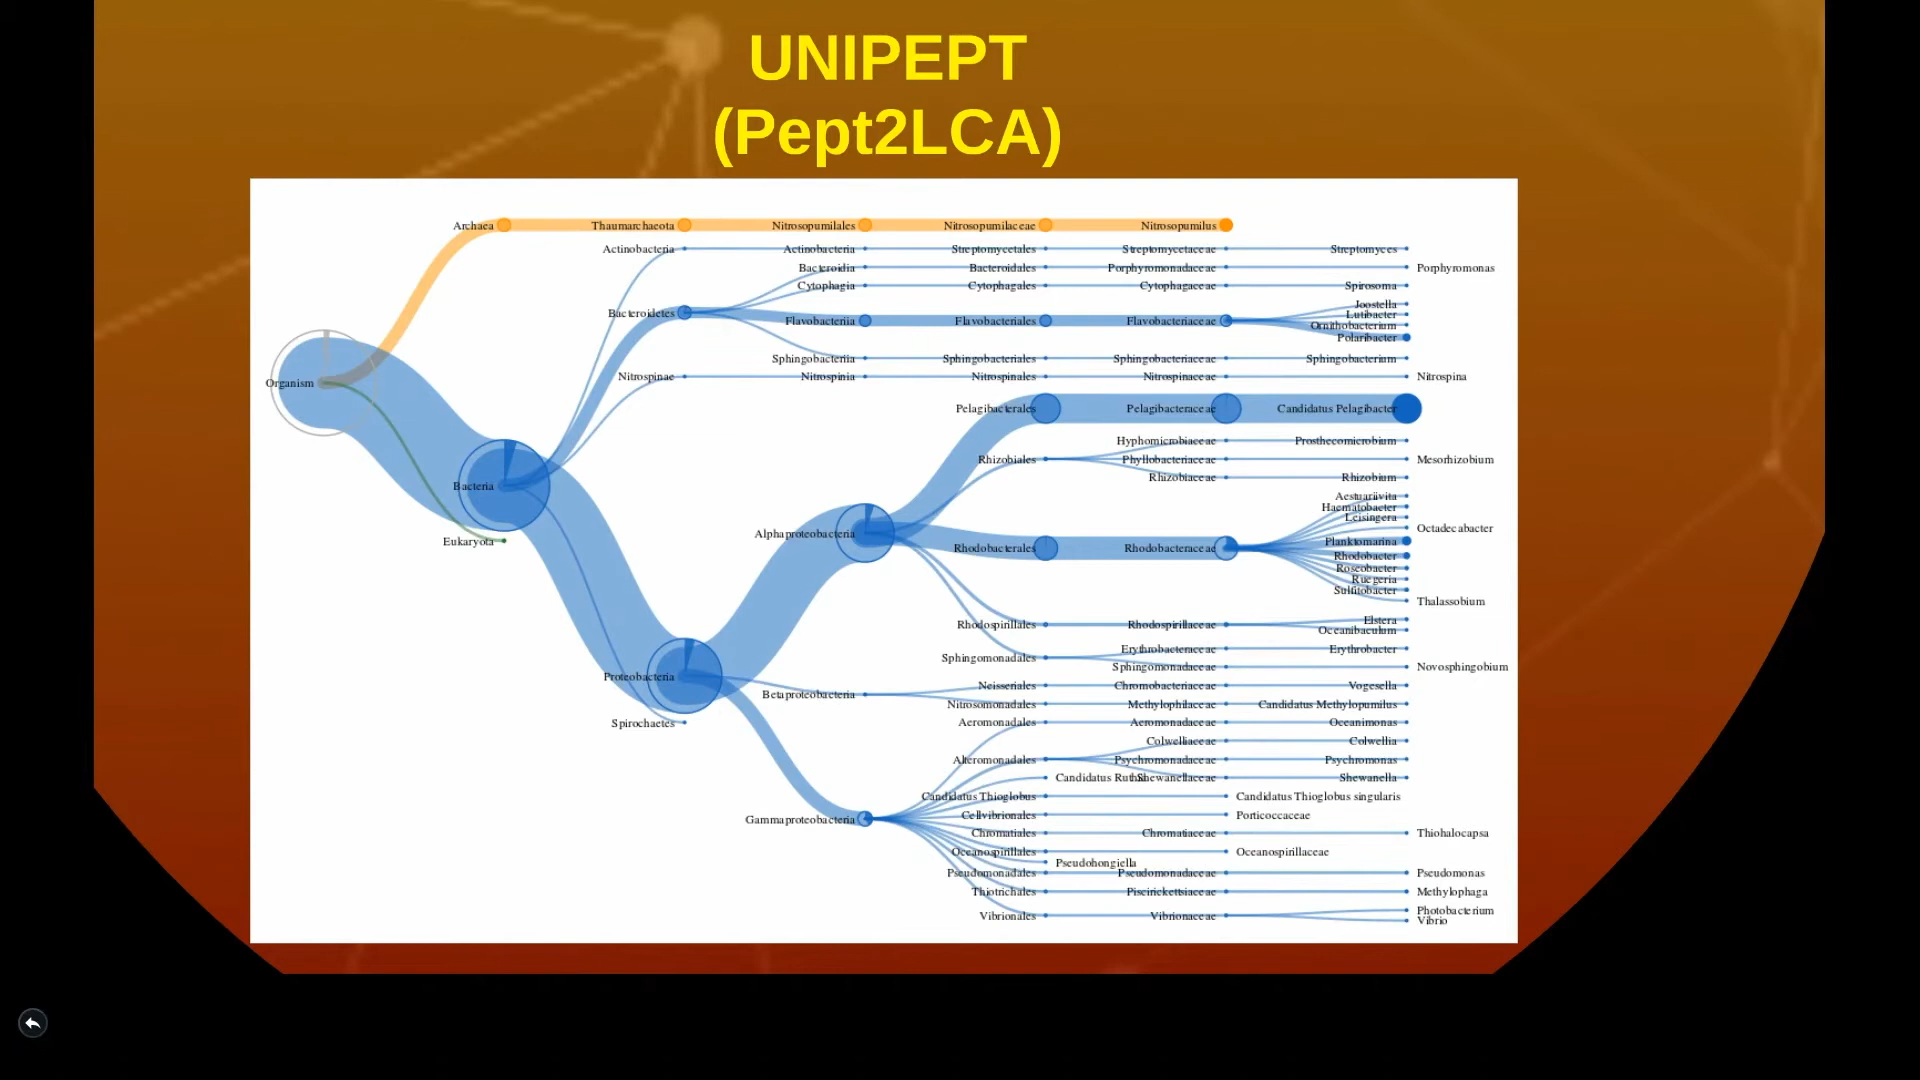 UNIPEPT
(Pept2LCA)
Archaea Thaumarchaeota Nitrosopumilales Nitrosopumilaceae Nitrosopumilus
Actinobacteria Actinobacteria Streptomycetales Streptomycetaceae Streptomyces
Bacteroidia Bacteroidales Porphyromonadaceae Porphyromonas
Cytophagia Cytophagales Cytophagaceae Spirosoma
Joostella
Bacteroidetes Lutibacter
Flavobacteriia Flavobacteriales Flavobacteriaceae Ornithobacterium
Polaribacter
Sphingobacteriia Sphingobacteriales Sphingobacteriaceae Sphingobacterium
Nitrospinae Nitrospinia Nitrospinales Nitrospinaceae Nitrospina
Organism
Pelagibacterales Pelagibacteraceae Candidatus Pelagibacter
Hyphomicrobiaceae Prosthecomicrobium
Rhizobiales Phyllobacteriaceae Mesorhizobium
Rhizobiaceae Rhizobium
Bacteria
Aestuariivita
Haematobacter
Leisingera
Octadecabacter
Alphaproteobacteria
Eukaryota Planktomarina
Rhodobacterales Rhodobacteraceae
Rhodobacter
Roseobacter
Ruegeria
Sulfitobacter
Thalassobium
Elstera
Rhodospirillales Rhodospirillaceae
Oceanibaculum
Erythrobacteraceae Erythrobacter
Sphingomonadales
Sphingomonadaceae Novosphingobium
Proteobacteria
Neisseriales Chromobacteriaceae Vogesella
Betaproteobacteria
Nitrosomonadales Methylophilaceae Candidatus Methylopumilus
Spirochaetes Aeromonadales Aeromonadaceae Oceanimonas
Colwelliaceae Colwellia
Alteromonadales Psychromonadaceae Psychromonas
Candidatus Ruthia Shewanellaceae Shewanella
Candidatus Thioglobus Candidatus Thioglobus singularis
Cellvibrionales Porticoccaceae
Gammaproteobacteria
Chromatiales Chromatiaceae Thiohalocapsa
Oceanospirillales Oceanospirillaceae
Pseudohongiella
Pseudomonadales Pseudomonadaceae Pseudomonas
Thiotrichales Piscirickettsiaceae Methylophaga
Photobacterium
Vibrionales Vibrionaceae
Vibrio